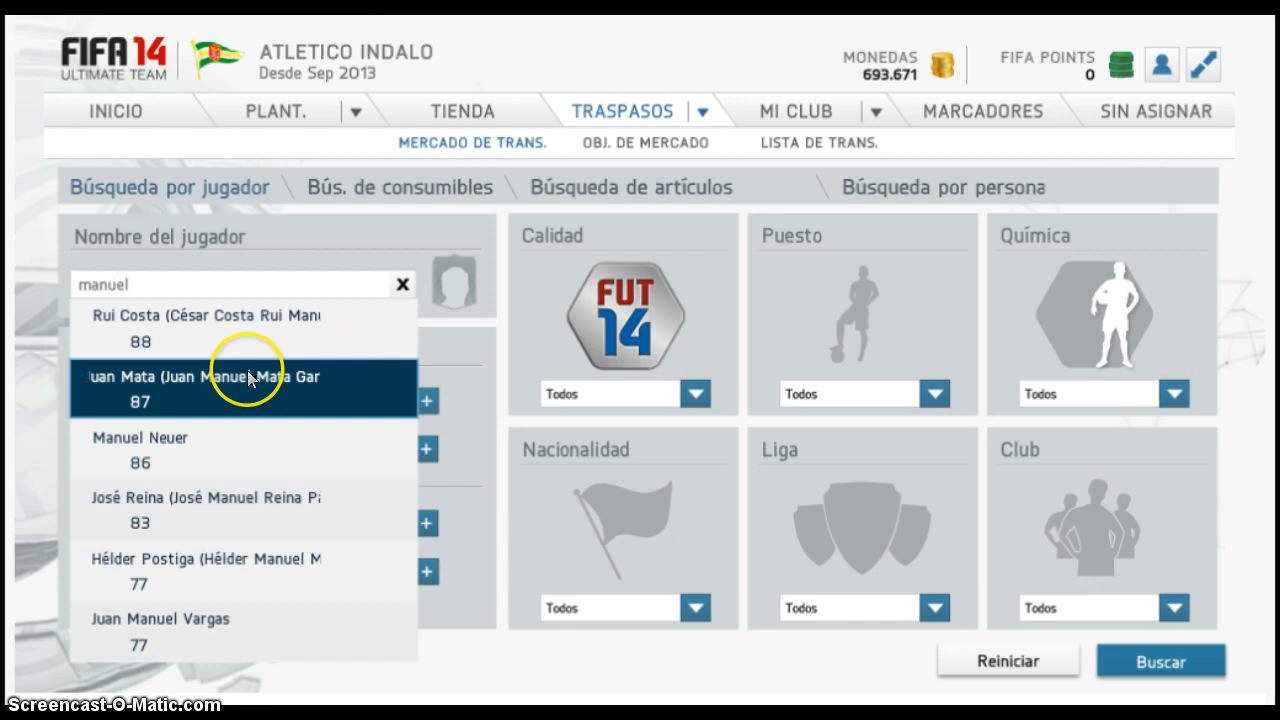 FIFA 14
ULTIMATE TEAM
ATLETICO INDALO
Desde Sep 2013
MONEDAS
693.671
FIFA POINTS
0
INICIO
PLANT.
TIENDA
TRASPASOS
MI CLUB
MARCADORES
SIN ASIGNAR
MERCADO DE TRANS.
OBJ. DE MERCADO
LISTA DE TRANS.
Búsqueda por jugador
Bús. de consumibles
Búsqueda de artículos
Búsqueda por persona
Nombre del jugador
manuel
X
Rui Costa (César Costa Rui Manu
88
Juan Mata (Juan Manuel Mata Gar
87
Manuel Neuer
86
José Reina (José Manuel Reina Pá
83
Hélder Postiga (Hélder Manuel M
77
Juan Manuel Vargas
77
+
+
+
+
Calidad
FUT
14
Todos
Puesto
Todos
Química
Todos
Nacionalidad
Todos
Liga
Todos
Club
Todos
Reiniciar
Buscar
Screencast-O-Matic.com